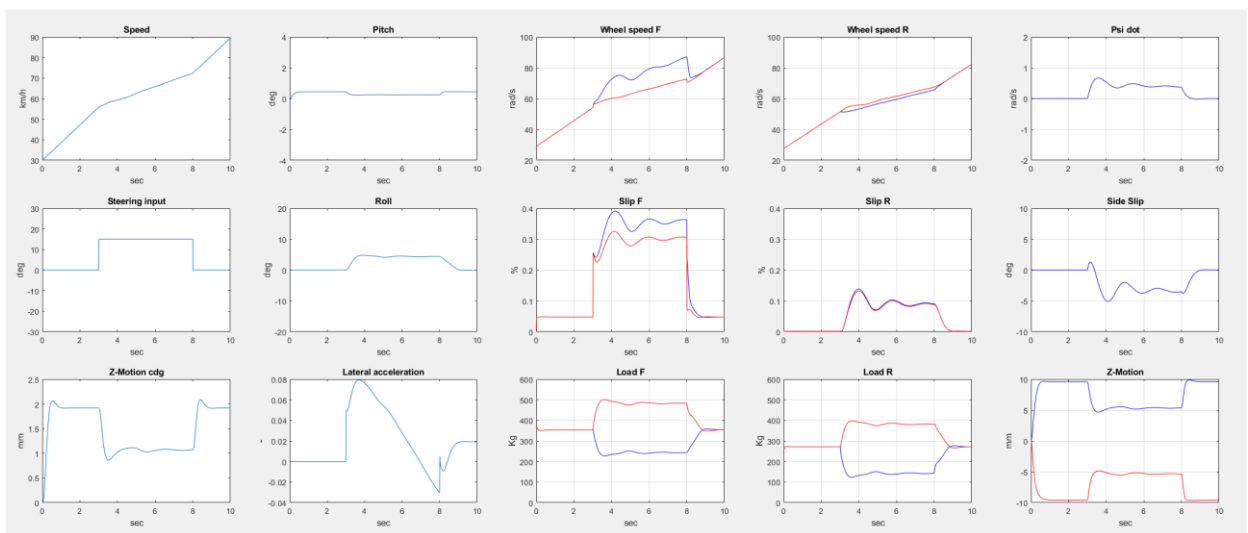 Speed
90
80
70
60
50
40
30
km/h
0 2 4 6 8 10
sec
Pitch
4
2
0
-2
-4
deg
0 2 4 6 8 10
sec
Wheel speed F
100
80
60
40
20
rad/s
0 2 4 6 8 10
sec
Wheel speed R
100
80
60
40
20
rad/s
0 2 4 6 8 10
sec
Psi dot
2
1
0
-1
-2
rad/s
0 2 4 6 8 10
sec
Steering input
30
20
10
0
-10
-20
-30
deg
0 2 4 6 8 10
sec
Roll
20
10
0
-10
-20
deg
0 2 4 6 8 10
sec
Slip F
0.4
0.3
0.2
0.1
0
%
0 2 4 6 8 10
sec
Slip R
0.4
0.3
0.2
0.1
0
%
0 2 4 6 8 10
sec
Side Slip
10
5
0
-5
-10
deg
0 2 4 6 8 10
sec
Z-Motion cdg
2.5
2
1.5
1
0.5
0
mm
0 2 4 6 8 10
sec
Lateral acceleration
0.08
0.06
0.04
0.02
0
-0.02
-0.04
-
0 2 4 6 8 10
sec
Load F
600
500
400
300
200
100
0
Kg
0 2 4 6 8 10
sec
Load R
600
500
400
300
200
100
0
Kg
0 2 4 6 8 10
sec
Z-Motion
10
5
0
-5
-10
mm
0 2 4 6 8 10
sec